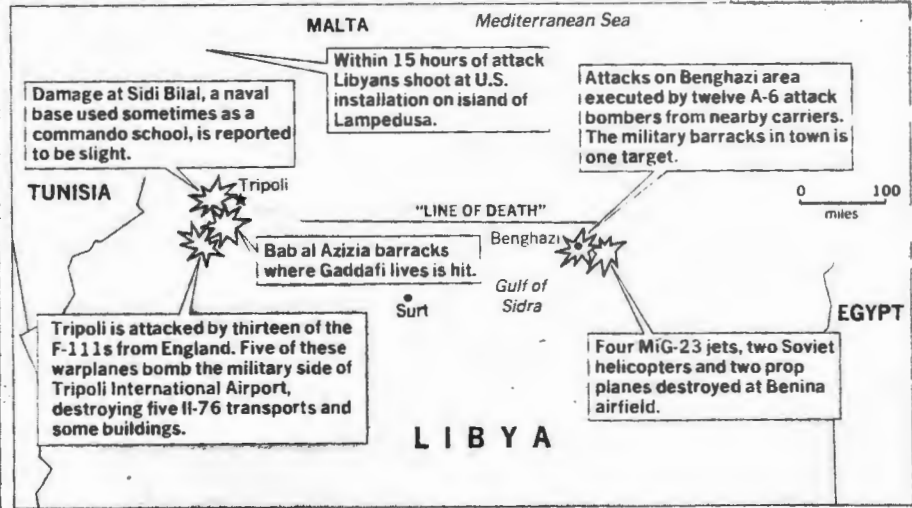 MALTA
Mediterranean Sea
Within 15 hours of attack
Libyans shoot at U.S.
installation on island of
Lampedusa.
Attacks on Benghazi area
executed by twelve A-6 attack
bombers from nearby carriers.
The military barracks in town is
one target.
Damage at Sidi Bilal, a naval
base used sometimes as a
commando school, is reported
to be slight.
TUNISIA
Tripoli
0 100
miles
"LINE OF DEATH"
Benghazi
Bab al Azizia barracks
where Gaddafi lives is hit.
Gulf of
Sidra
Surt
EGYPT
Tripoli is attacked by thirteen of the
F-111s from England. Five of these
warplanes bomb the military side of
Tripoli International Airport,
destroying five Il-76 transports and
some buildings.
Four MiG-23 jets, two Soviet
helicopters and two prop
planes destroyed at Benina
airfield.
LIBYA